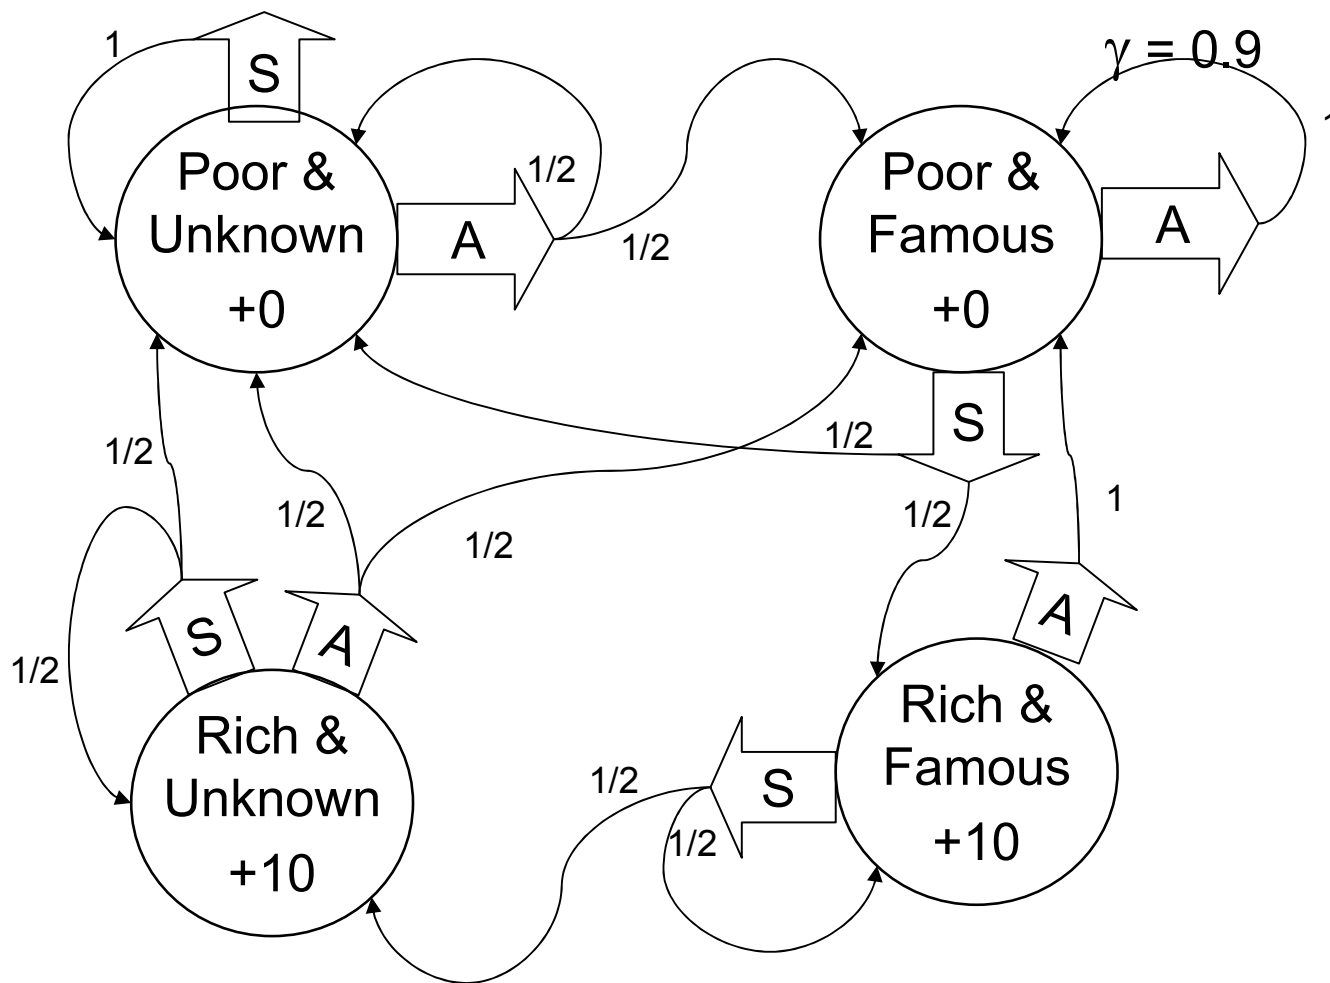 1
S
γ = 0.9
1
Poor &
Unknown
+0
1/2
A
1/2
Poor &
Famous
+0
A
S
1/2
1/2
1/2
1/2
1/2
1
S
A
A
1/2
Rich &
Unknown
+10
1/2
S
1/2
Rich &
Famous
+10